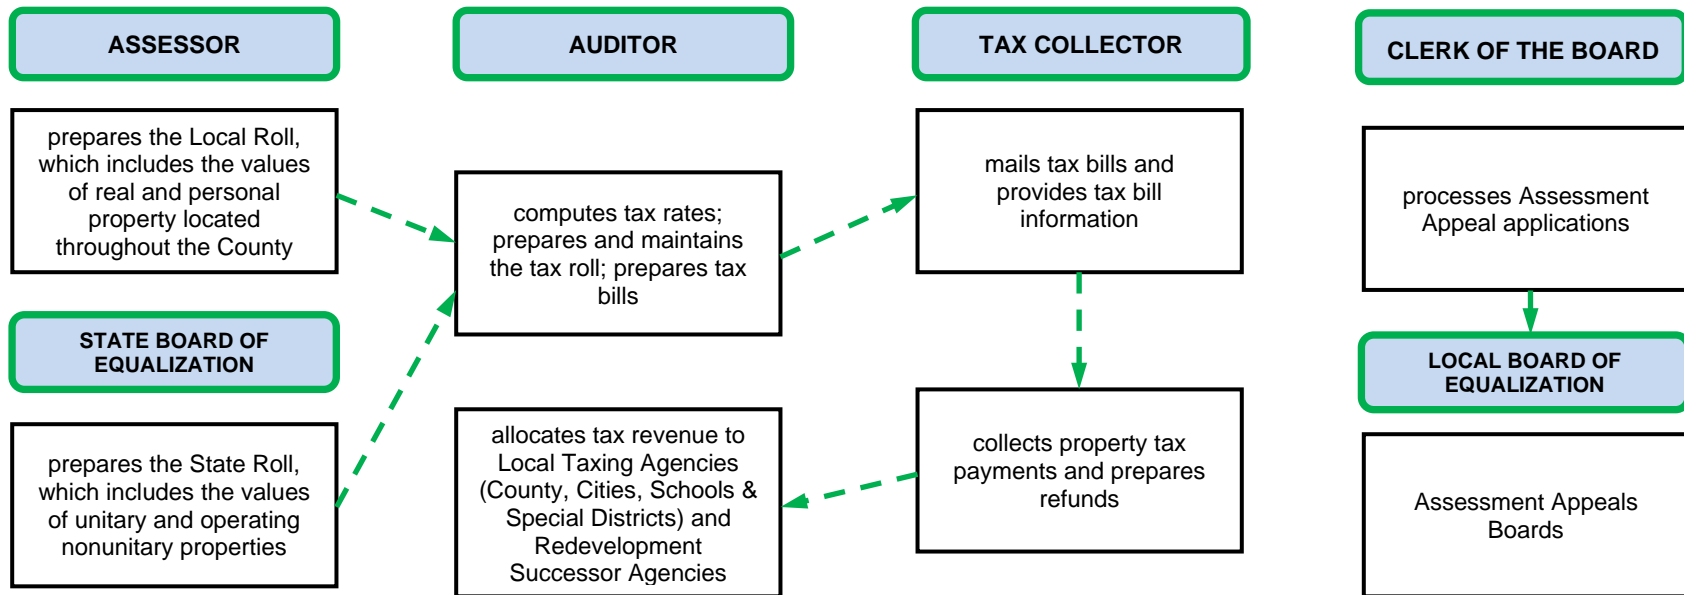 ASSESSOR
prepares the Local Roll,
which includes the values
of real and personal
property located
throughout the County
STATE BOARD OF
EQUALIZATION
prepares the State Roll,
which includes the values
of unitary and operating
nonunitary properties
AUDITOR
computes tax rates;
prepares and maintains
the tax roll; prepares tax
bills
allocates tax revenue to
Local Taxing Agencies
(County, Cities, Schools &
Special Districts) and
Redevelopment
Successor Agencies
TAX COLLECTOR
mails tax bills and
provides tax bill
information
collects property tax
payments and prepares
refunds
CLERK OF THE BOARD
processes Assessment
Appeal applications
LOCAL BOARD OF
EQUALIZATION
Assessment Appeals
Boards